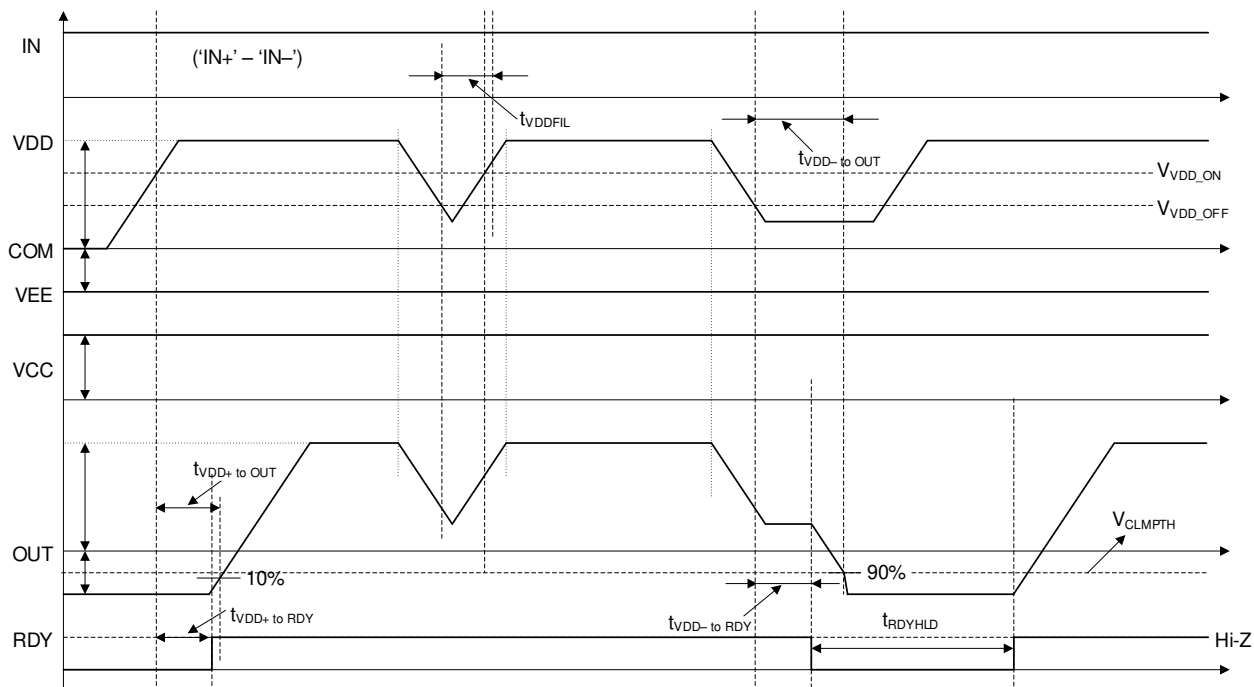 IN
('IN+' – 'IN–')
tVDDFIL
VDD
tVDD– to OUT
VVDD_ON
VVDD_OFF
COM
VEE
VCC
tVDD+ to OUT
VCLMPTH
OUT
10%
90%
tVDD+ to RDY
tVDD– to RDY
tRDYHLD
RDY
Hi-Z